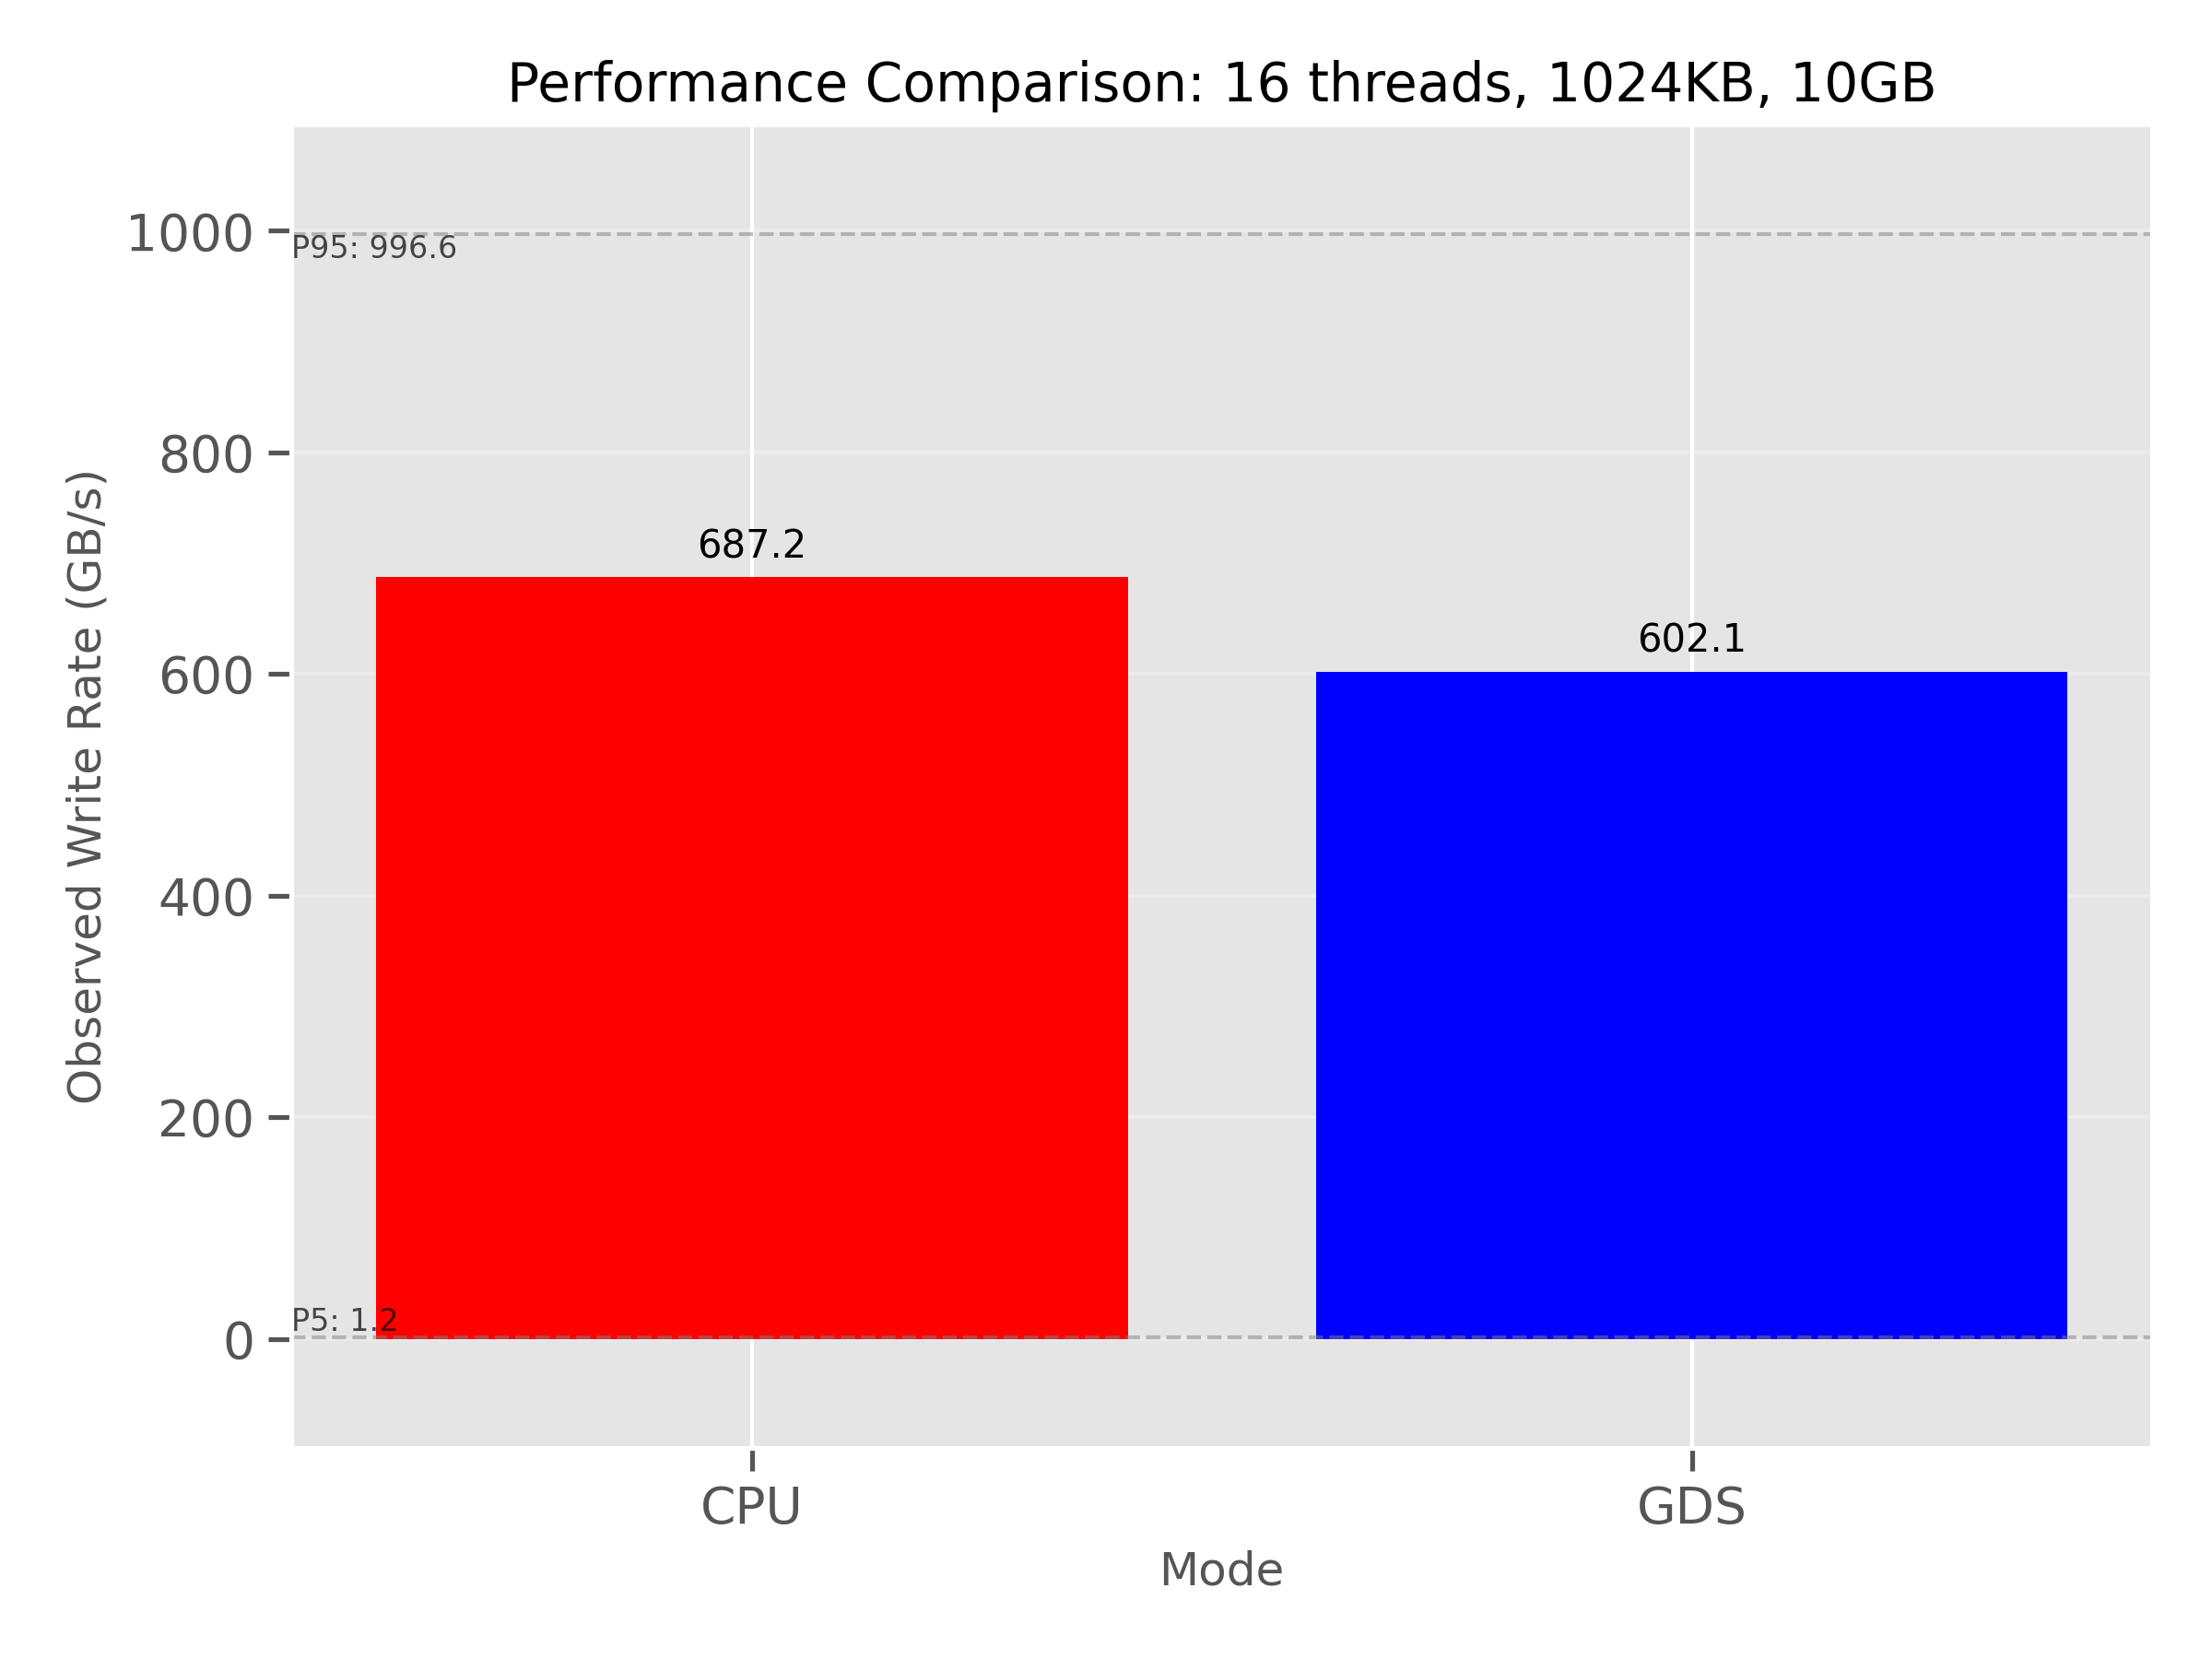 Performance Comparison: 16 threads, 1024KB, 10GB
Observed Write Rate (GB/s)
1000
800
600
400
200
0
P95: 996.6
687.2
602.1
P5: 1.2
CPU
GDS
Mode